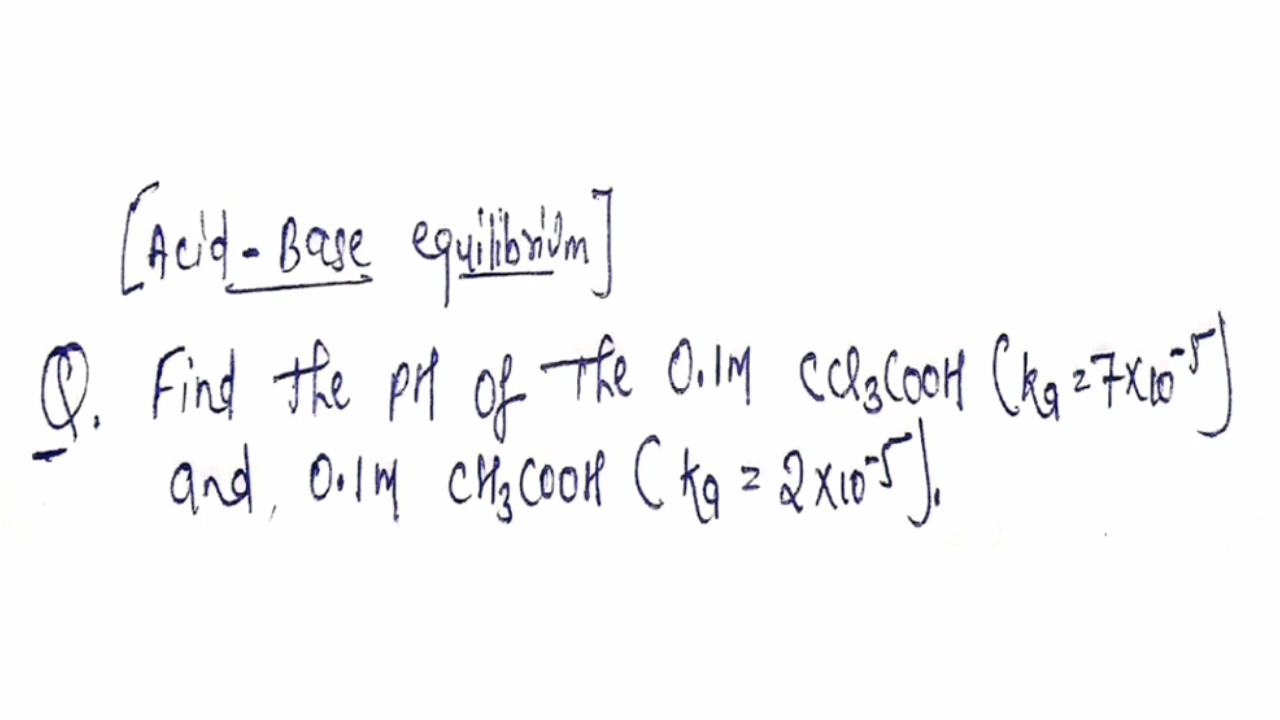 [Acid-Base equilibrium]
Q. Find the pH of the 0.1M CCl₃COOH (ka = 7×10⁻⁵)
and, 0.1M CH₃COOH (ka = 2×10⁻⁵).